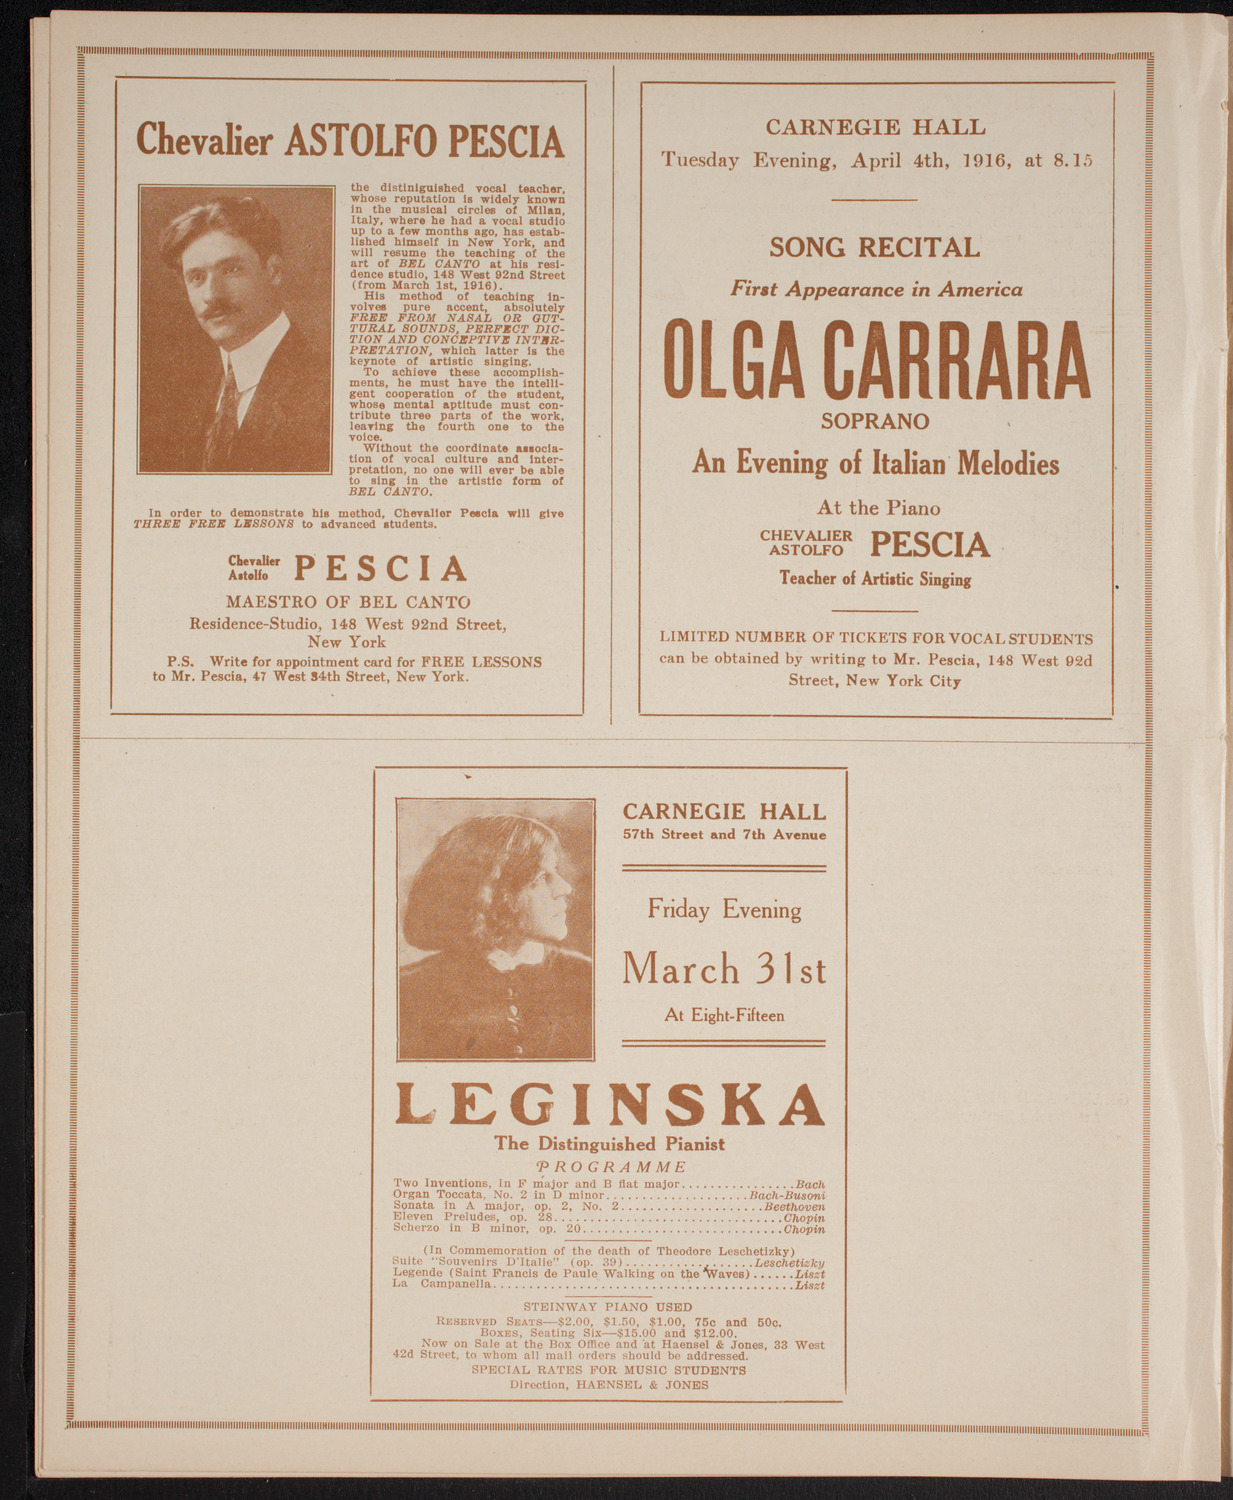 Chevalier ASTOLFO PESCIA
the distiniguished vocal teacher,
whose reputation is widely known
in the musical circles of Milan,
Italy, where he had a vocal studio
up to a few months ago, has estab-
lished himself in New York, and
will resume the teaching of the
art of BEL CANTO at his resi-
dence studio, 148 West 92nd Street
(from March 1st, 1916).
His method of teaching in-
volves pure accent, absolutely
FREE FROM NASAL OR GUT-
TURAL SOUNDS, PERFECT DIC-
TION AND CONCEPTIVE INTER-
PRETATION, which latter is the
keynote of artistic singing.
To achieve these accomplish-
ments, he must have the intelli-
gent cooperation of the student,
whose mental aptitude must con-
tribute three parts of the work,
leaving the fourth one to the
voice.
Without the coordinate associa-
tion of vocal culture and inter-
pretation, no one will ever be able
to sing in the artistic form of
BEL CANTO.
In order to demonstrate his method, Chevalier Pescia will give
THREE FREE LESSONS to advanced students.
Chevalier
Astolfo PESCIA
MAESTRO OF BEL CANTO
Residence-Studio, 148 West 92nd Street,
New York
P.S. Write for appointment card for FREE LESSONS
to Mr. Pescia, 47 West 34th Street, New York.
CARNEGIE HALL
Tuesday Evening, April 4th, 1916, at 8.15
SONG RECITAL
First Appearance in America
OLGA CARRARA
SOPRANO
An Evening of Italian Melodies
At the Piano
CHEVALIER
ASTOLFO PESCIA
Teacher of Artistic Singing
LIMITED NUMBER OF TICKETS FOR VOCAL STUDENTS
can be obtained by writing to Mr. Pescia, 148 West 92d
Street, New York City
CARNEGIE HALL
57th Street and 7th Avenue
Friday Evening
March 31st
At Eight-Fifteen
LEGINSKA
The Distinguished Pianist
PROGRAMME
Two Inventions, in F major and B flat major...............Bach
Organ Toccata, No. 2 in D minor....................Bach-Busoni
Sonata in A major, op. 2, No. 2....................Beethoven
Eleven Preludes, op. 28................................Chopin
Scherzo in B minor, op. 20............................Chopin
(In Commemoration of the death of Theodore Leschetizky)
Suite "Souvenirs D'Italie" (op. 39)..................Leschetizky
Legende (Saint Francis de Paule Walking on the Waves)......Liszt
La Campanella..........................................Liszt
STEINWAY PIANO USED
RESERVED SEATS—$2.00, $1.50, $1.00, 75c and 50c.
BOXES, Seating Six—$15.00 and $12.00.
Now on Sale at the Box Office and at Haensel & Jones, 33 West
42d Street, to whom all mail orders should be addressed.
SPECIAL RATES FOR MUSIC STUDENTS
Direction, HAENSEL & JONES